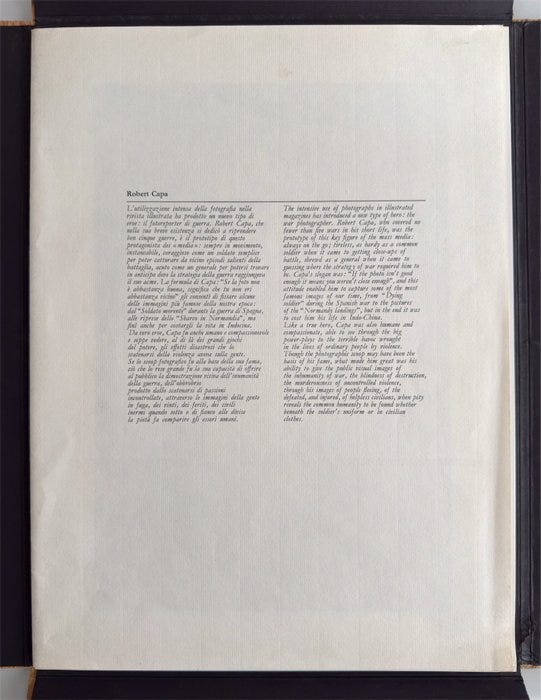 Robert Capa
L'utilizzazione intensa della fotografia nella
rivista illustrata ha prodotto un nuovo tipo di
eroe: il fotoreporter di guerra. Robert Capa, che
nella sua breve esistenza si dedicò a riprendere
ben cinque guerre, è il prototipo di questo
protagonista dei «media»: sempre in movimento,
instancabile, coraggioso come un soldato semplice
per poter catturare da vicino episodi salienti della
battaglia, acuto come un generale per potersi trovare
in anticipo dove la strategia della guerra raggiungeva
il suo acme. La formula di Capa: "Se la foto non
è abbastanza buona, significa che tu non eri
abbastanza vicino" gli consentì di fissare alcune
delle immagini più famose della nostra epoca:
dal "Soldato morente" durante la guerra di Spagna,
alle riprese dello "Sbarco in Normandia", ma
finì anche per costargli la vita in Indocina.
Da vero eroe, Capa fu anche umano e compassionevole
e seppe vedere, al di là dei grandi giochi
del potere, gli effetti disastrosi che lo
scatenarsi della violenza aveva sulla gente.
Se lo scoop fotografico fu alla base della sua fama,
ciò che lo rese grande fu la sua capacità di offrire
al pubblico la dimostrazione visiva dell'inumanità
della guerra, dell'abbrutirsi
prodotto dallo scatenarsi di passioni
incontrollate, attraverso le immagini della gente
in fuga, dei vinti, dei feriti, dei civili
inermi quando sotto o di fianco alle divise
la pietà fa comparire gli esseri umani.
The intensive use of photographs in illustrated
magazines has introduced a new type of hero: the
war photographer. Robert Capa, who covered no
fewer than five wars in his short life, was the
prototype of this key figure of the mass media:
always on the go; tireless, as hardy as a common
soldier when it came to getting close-ups of
battle, shrewd as a general when it came to
guessing where the strategy of war required him to
be. Capa's slogan was: "If the photo isn't good
enough it means you weren't close enough", and this
attitude enabled him to capture some of the most
famous images of our time, from "Dying
soldier" during the Spanish war to the pictures
of the "Normandy landings", but in the end it was
to cost him his life in Indo-China.
Like a true hero, Capa was also humane and
compassionate, able to see through the big
power-plays to the terrible havoc wrought
in the lives of ordinary people by violence.
Though the photographic scoop may have been the
basis of his fame, what made him great was his
ability to give the public visual images of
the inhumanity of war, the blindness of destruction,
the murderousness of uncontrolled violence,
through his images of people fleeing, of the
defeated, and injured, of helpless civilians, when pity
reveals the common humanity to be found whether
beneath the soldier's uniform or in civilian
clothes.